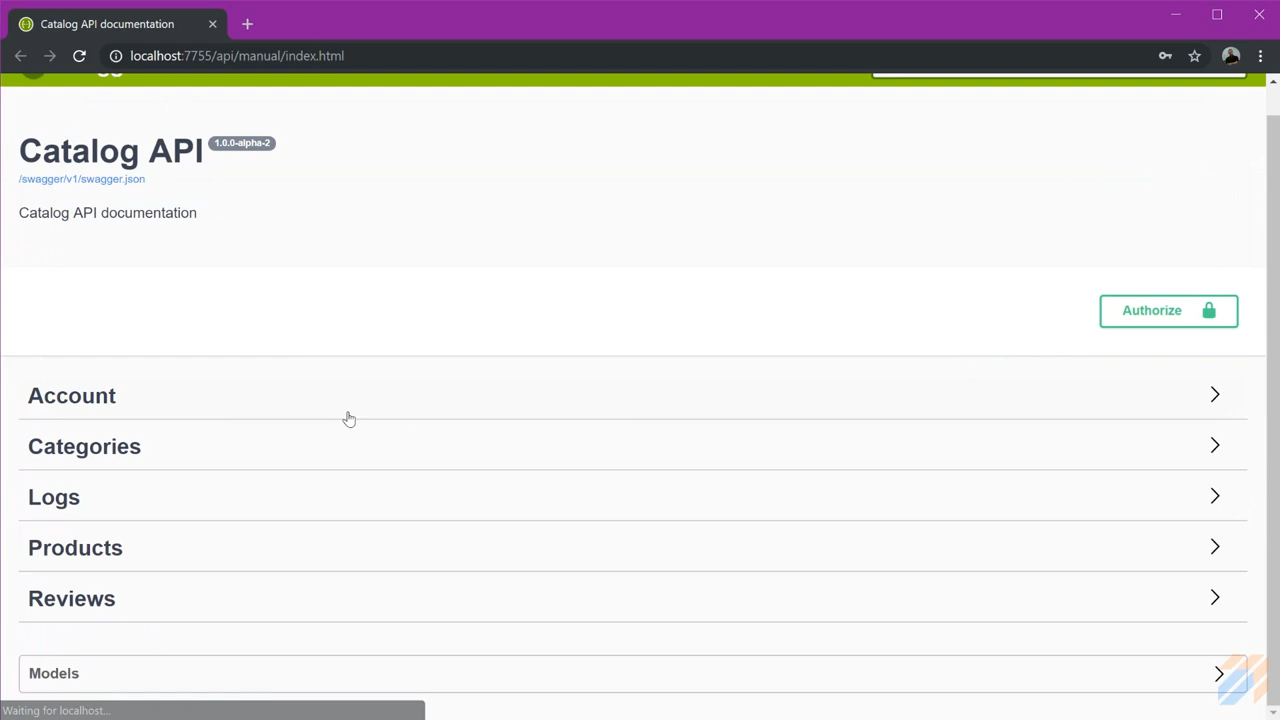 Catalog API documentation
localhost:7755/api/manual/index.html
Catalog API 1.0.0-alpha-2
/swagger/v1/swagger.json
Catalog API documentation
Authorize
Account
Categories
Logs
Products
Reviews
Models
Waiting for localhost...